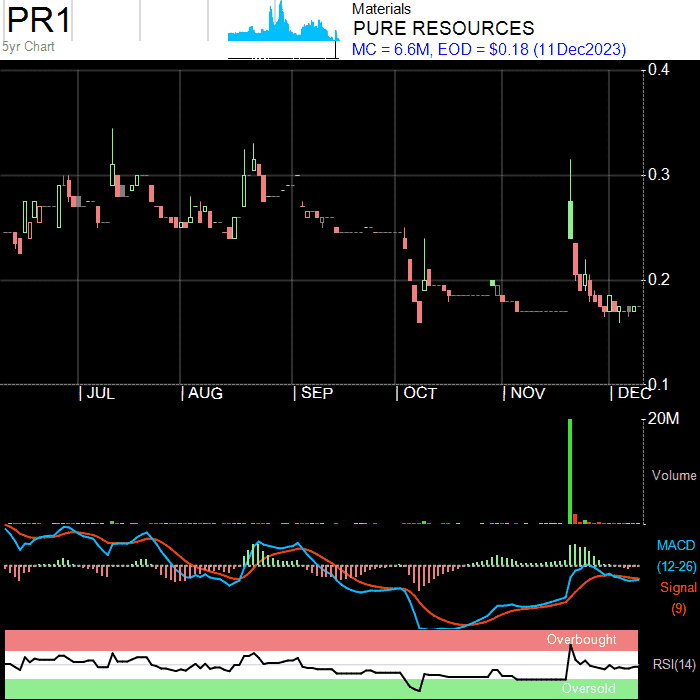 PR1
5yr Chart
Materials
PURE RESOURCES
MC = 6.6M, EOD = $0.18 (11Dec2023)
0.4
0.3
0.2
0.1
JUL AUG SEP OCT NOV DEC
20M
Volume
MACD
(12-26)
Signal
(9)
Overbought
RSI(14)
Oversold